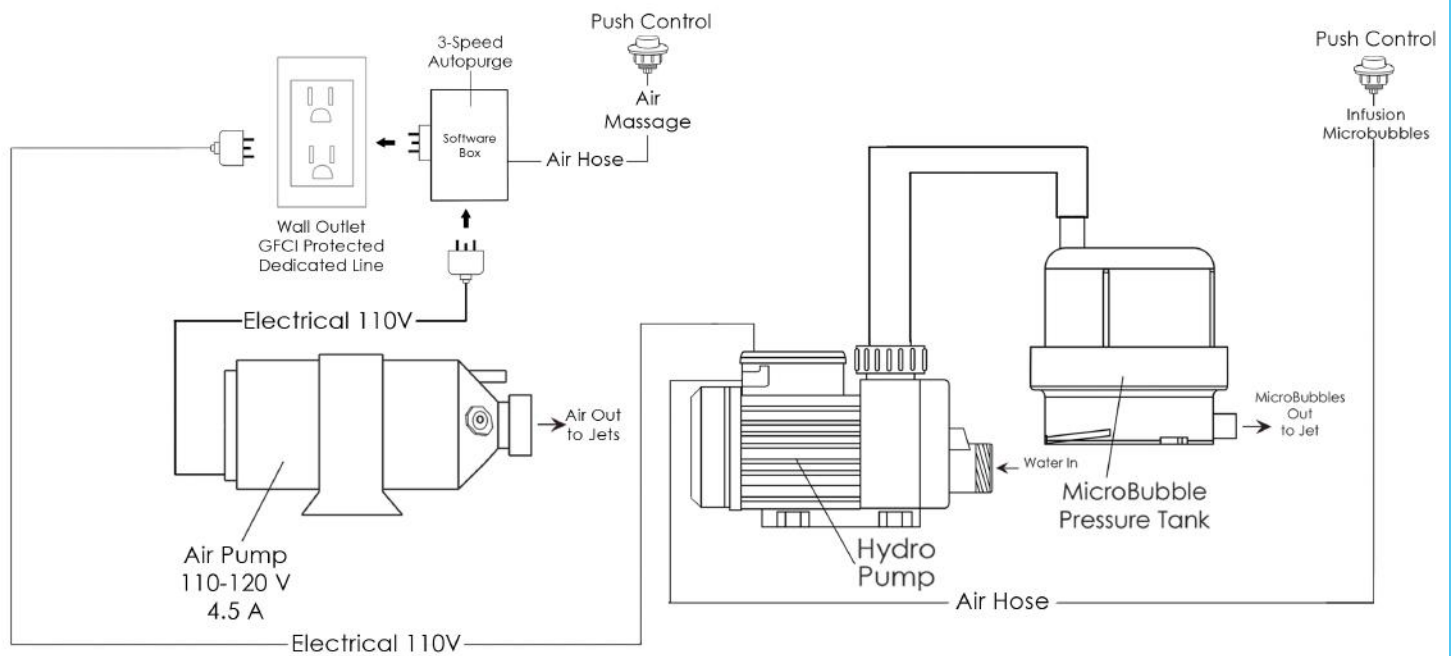 Push Control
3-Speed
Autopurge
Air
Massage
Software
Box
Air Hose
Wall Outlet
GFCI Protected
Dedicated Line
Electrical 110V
Air Out
to Jets
Air Pump
110-120 V
4.5 A
Electrical 110V
Push Control
Infusion
Microbubbles
MicroBubbles
Out
to Jet
Water In
MicroBubble
Pressure Tank
Hydro
Pump
Air Hose